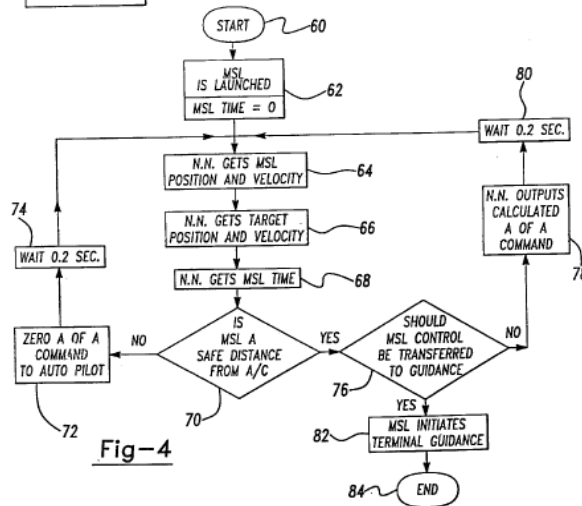 START
60
MSL
IS LAUNCHED
MSL TIME = 0
62
80
WAIT 0.2 SEC.
N.N. GETS MSL
POSITION AND VELOCITY
64
N.N. OUTPUTS
CALCULATED
A OF A
COMMAND
78
74
WAIT 0.2 SEC.
N.N. GETS TARGET
POSITION AND VELOCITY
66
N.N. GETS MSL TIME
68
ZERO A OF A
COMMAND
TO AUTO PILOT
72
NO
IS
MSL A
SAFE DISTANCE
FROM A/C
70
YES
SHOULD
MSL CONTROL
BE TRANSFERRED
TO GUIDANCE
76
NO
YES
82
MSL INITIATES
TERMINAL GUIDANCE
84
END
Fig-4